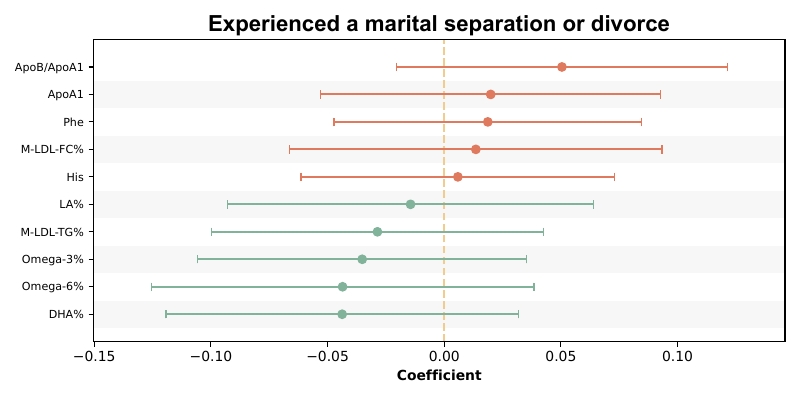 Experienced a marital separation or divorce
ApoB/ApoA1
ApoA1
Phe
M-LDL-FC%
His
LA%
M-LDL-TG%
Omega-3%
Omega-6%
DHA%
−0.15 −0.10 −0.05 0.00 0.05 0.10
Coefficient